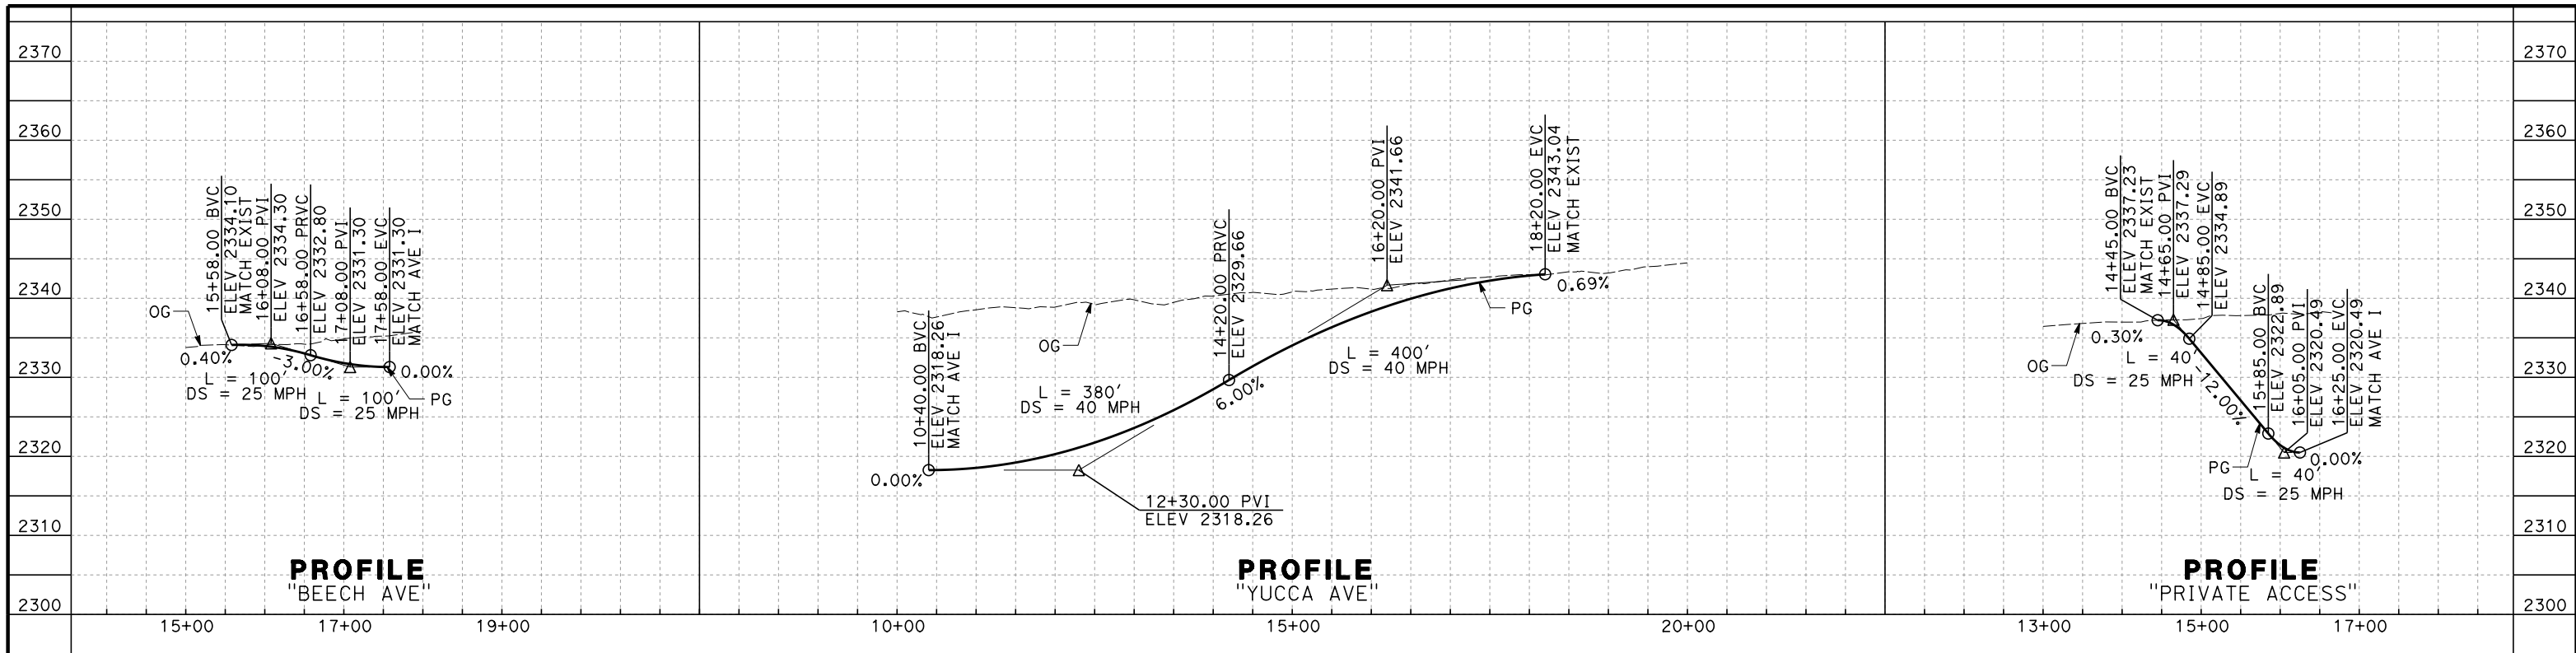 2370
2360
2350
2340
2330
2320
2310
2300
15+58.00 BVC
ELEV 2334.10
MATCH EXIST
16+08.00 PVI
ELEV 2334.30
16+58.00 PRVC
ELEV 2332.80
17+08.00 PVI
ELEV 2331.30
17+58.00 EVC
ELEV 2331.30
MATCH AVE I
OG
0.40%
-3.00%
0.00%
L = 100'
DS = 25 MPH
L = 100'
DS = 25 MPH
PG
PROFILE
"BEECH AVE"
15+00
17+00
19+00
10+40.00 BVC
ELEV 2318.26
MATCH AVE I
0.00%
OG
L = 380'
DS = 40 MPH
12+30.00 PVI
ELEV 2318.26
14+20.00 PRVC
ELEV 2329.66
6.00%
16+20.00 PVI
ELEV 2341.66
L = 400'
DS = 40 MPH
18+20.00 EVC
ELEV 2343.04
MATCH EXIST
0.69%
PG
PROFILE
"YUCCA AVE"
10+00
15+00
20+00
14+45.00 BVC
ELEV 2337.23
MATCH EXIST
14+65.00 PVI
ELEV 2337.29
14+85.00 EVC
ELEV 2334.89
OG
0.30%
L = 40'
DS = 25 MPH
-12.00%
15+85.00 BVC
ELEV 2322.89
16+05.00 PVI
ELEV 2320.49
16+25.00 EVC
ELEV 2320.49
MATCH AVE I
PG
0.00%
L = 40'
DS = 25 MPH
PROFILE
"PRIVATE ACCESS"
13+00
15+00
17+00
2370
2360
2350
2340
2330
2320
2310
2300